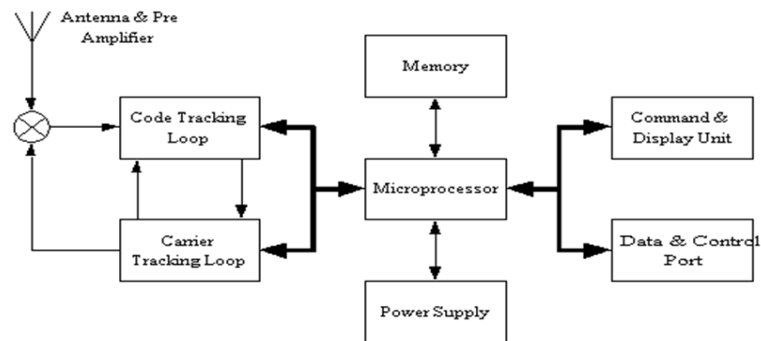 Antenna & Pre
Amplifier
Memory
Code Tracking
Loop
Command &
Display Unit
Microprocessor
Carrier
Tracking Loop
Data & Control
Port
Power Supply